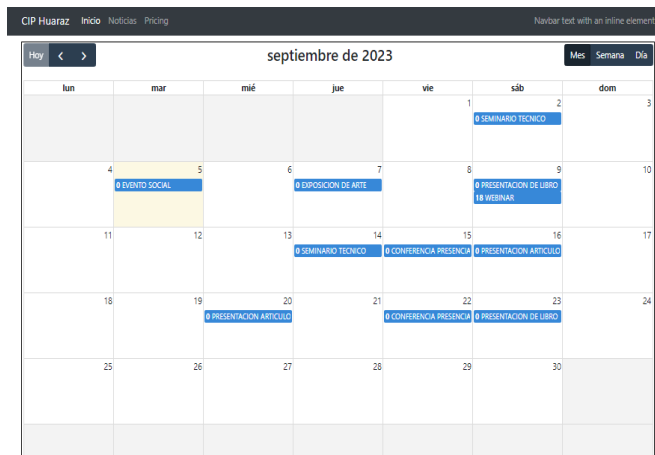 CIP Huaraz Inicio Noticias Pricing Navbar text with an inline element
Hoy septiembre de 2023 Mes Semana Día
lun mar mié jue vie sáb dom
1 2 3
0 SEMINARIO TECNICO
4 5 6 7 8 9 10
0 EVENTO SOCIAL 0 EXPOSICION DE ARTE 0 PRESENTACION DE LIBRO
18 WEBINAR
11 12 13 14 15 16 17
0 SEMINARIO TECNICO 0 CONFERENCIA PRESENCIA 0 PRESENTACION ARTICULO
18 19 20 21 22 23 24
0 PRESENTACION ARTICULO 0 CONFERENCIA PRESENCIA 0 PRESENTACION DE LIBRO
25 26 27 28 29 30